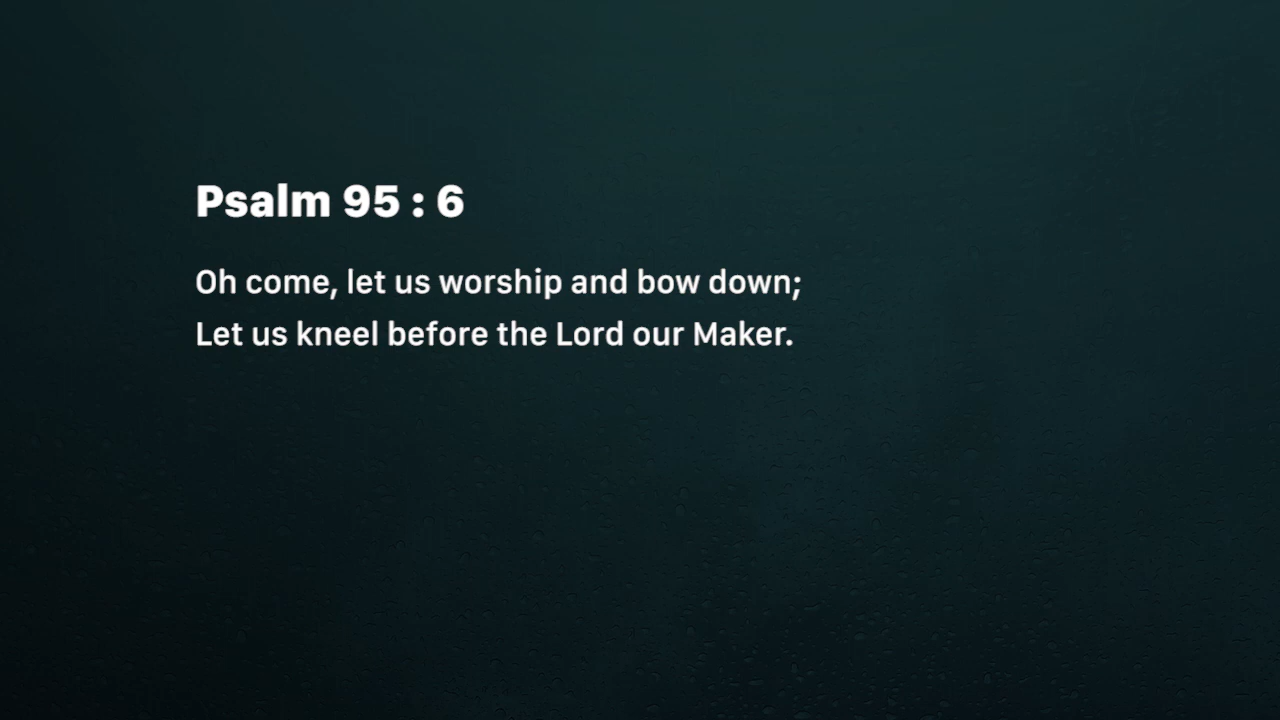 Psalm 95 : 6
Oh come, let us worship and bow down;
Let us kneel before the Lord our Maker.